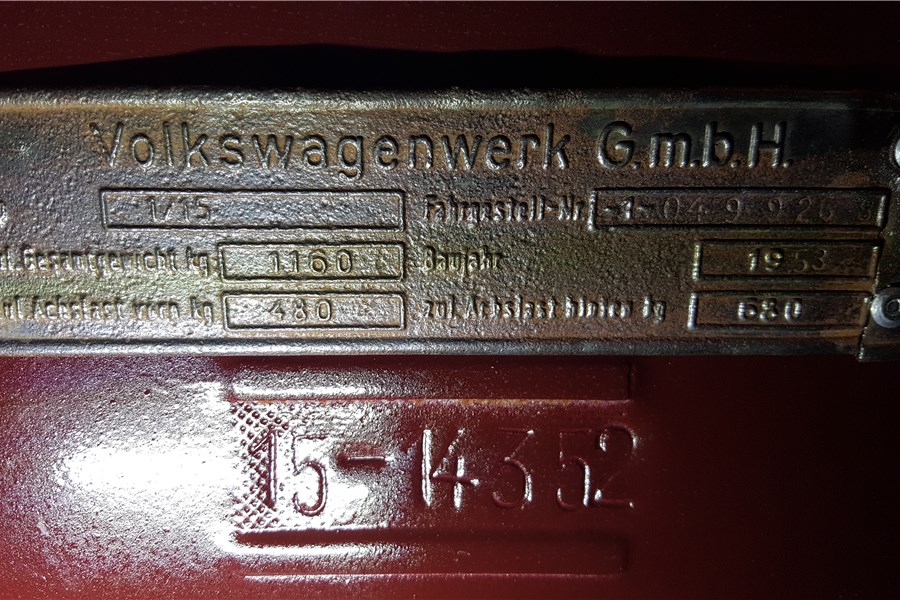 Volkswagenwerk G.m.b.H.
1/15 Fahrgestell-Nr. -1-049 926
Gesamtgewicht kg 1160 Baujahr 1953
Achslast vorn kg 480 zul. Achslast hinten kg 680
15-14352